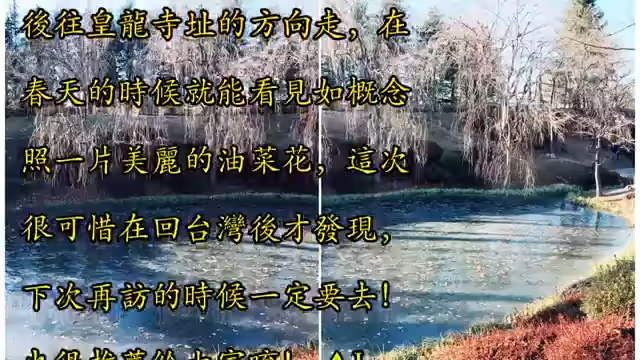 後往皇龍寺址的方向走，在
春天的時候就能看見如概念
照一片美麗的油菜花，這次
很可惜在回台灣後才發現，
下次再訪的時候一定要去!